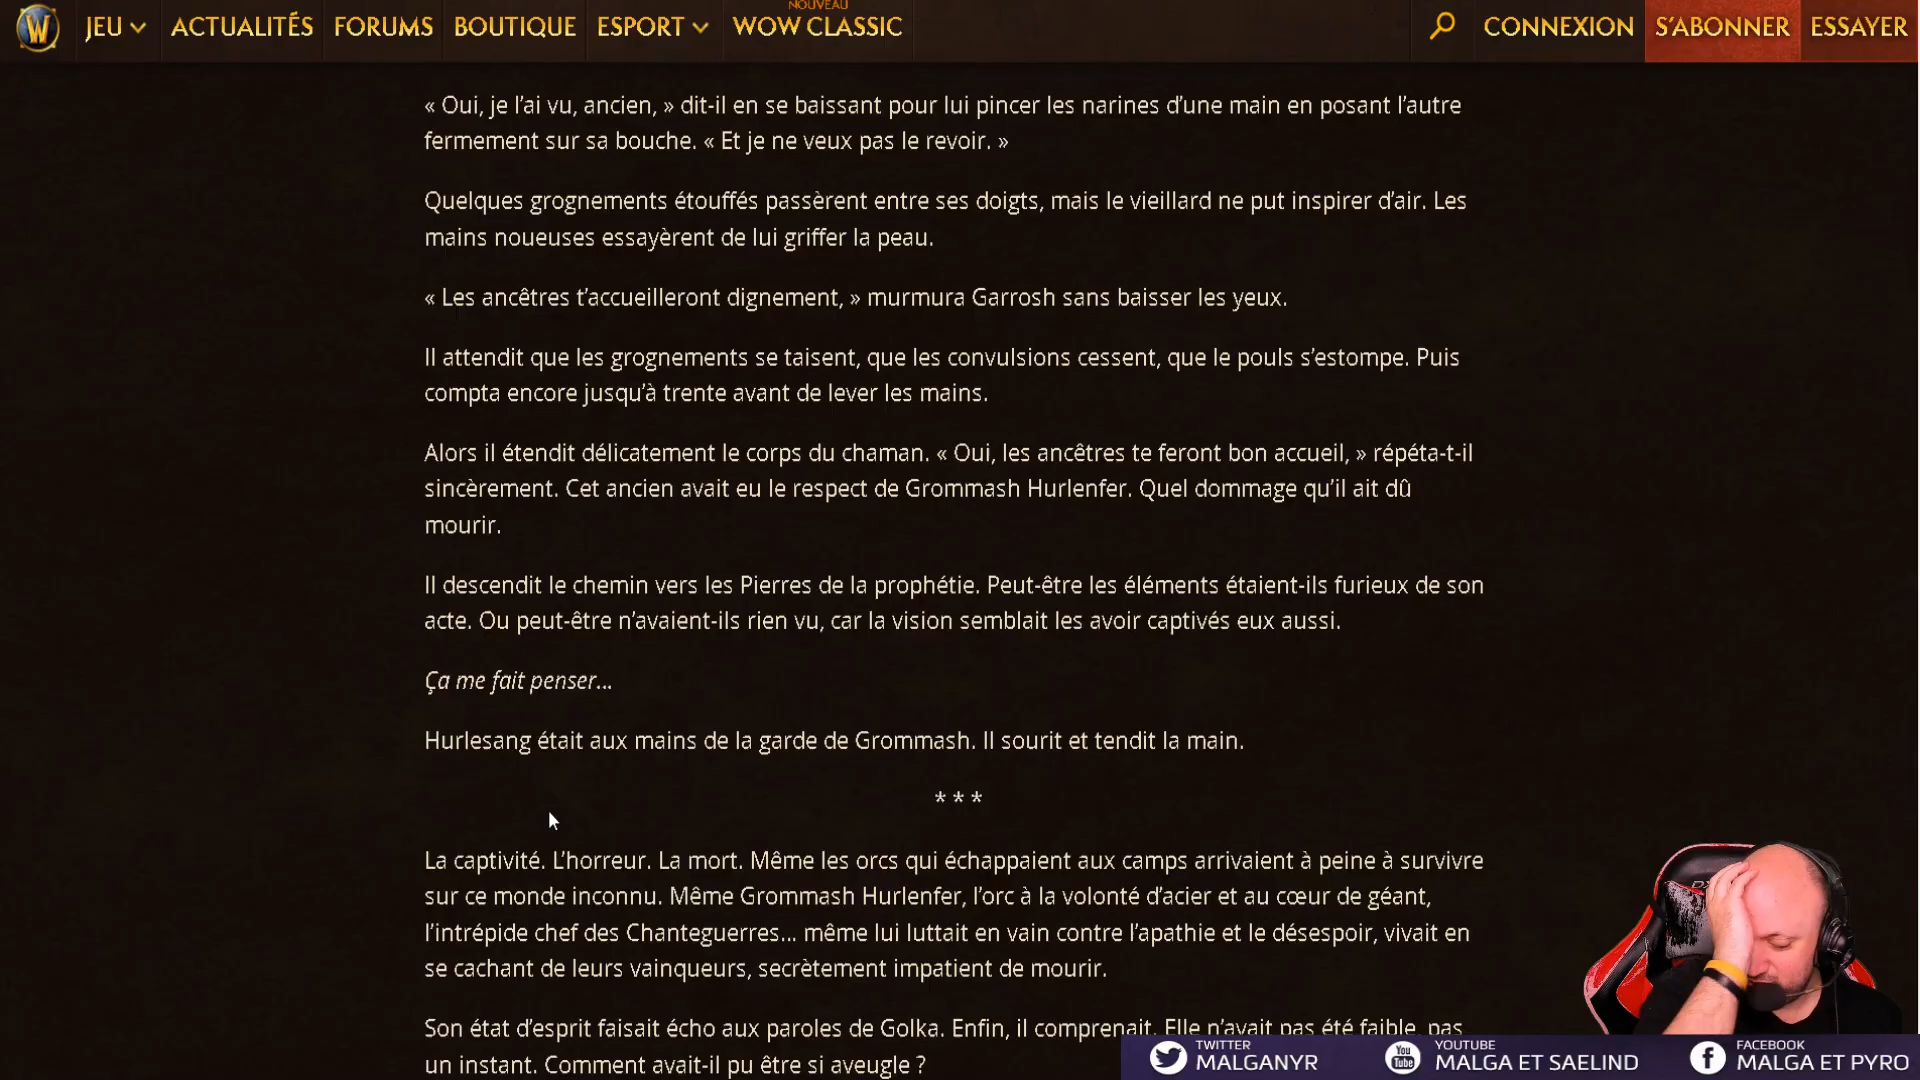 NOUVEAU
JEU ACTUALITÉS FORUMS BOUTIQUE ESPORT WOW CLASSIC CONNEXION S'ABONNER ESSAYER
« Oui, je l'ai vu, ancien, » dit-il en se baissant pour lui pincer les narines d'une main en posant l'autre
fermement sur sa bouche. « Et je ne veux pas le revoir. »
Quelques grognements étouffés passèrent entre ses doigts, mais le vieillard ne put inspirer d'air. Les
mains noueuses essayèrent de lui griffer la peau.
« Les ancêtres t'accueilleront dignement, » murmura Garrosh sans baisser les yeux.
Il attendit que les grognements se taisent, que les convulsions cessent, que le pouls s'estompe. Puis
compta encore jusqu'à trente avant de lever les mains.
Alors il étendit délicatement le corps du chaman. « Oui, les ancêtres te feront bon accueil, » répéta-t-il
sincèrement. Cet ancien avait eu le respect de Grommash Hurlenfer. Quel dommage qu'il ait dû
mourir.
Il descendit le chemin vers les Pierres de la prophétie. Peut-être les éléments étaient-ils furieux de son
acte. Ou peut-être n'avaient-ils rien vu, car la vision semblait les avoir captivés eux aussi.
Ça me fait penser...
Hurlesang était aux mains de la garde de Grommash. Il sourit et tendit la main.
* * *
La captivité. L'horreur. La mort. Même les orcs qui échappaient aux camps arrivaient à peine à survivre
sur ce monde inconnu. Même Grommash Hurlenfer, l'orc à la volonté d'acier et au cœur de géant,
l'intrépide chef des Chanteguerres... même lui luttait en vain contre l'apathie et le désespoir, vivait en
se cachant de leurs vainqueurs, secrètement impatient de mourir.
Son état d'esprit faisait écho aux paroles de Golka. Enfin, il comprenait. Elle n'avait pas été faible, pas
un instant. Comment avait-il pu être si aveugle ?
TWITTER
MALGANYR
YOUTUBE
MALGA ET SAELIND
FACEBOOK
MALGA ET PYRO